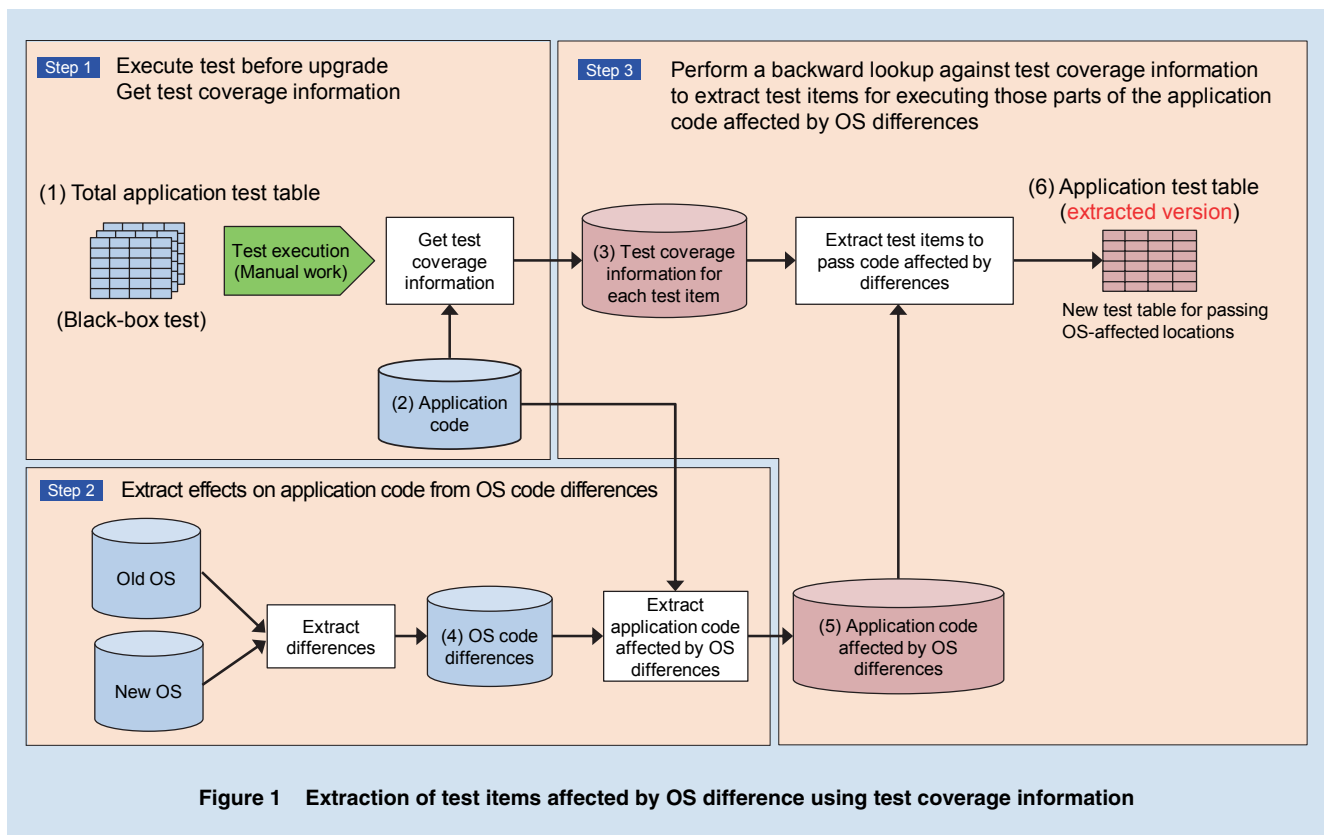 Step 1
Execute test before upgrade
Get test coverage information
(1) Total application test table
(Black-box test)
Test execution
(Manual work)
Get test
coverage
information
(2) Application
code
Step 3
Perform a backward lookup against test coverage information
to extract test items for executing those parts of the application
code affected by OS differences
(3) Test coverage
information for
each test item
Extract test items to
pass code affected by
differences
(6) Application test table
(extracted version)
New test table for passing
OS-affected locations
Step 2
Extract effects on application code from OS code differences
Old OS
New OS
Extract
differences
(4) OS code
differences
Extract
application code
affected by OS
differences
(5) Application code
affected by OS
differences
Figure 1 Extraction of test items affected by OS difference using test coverage information